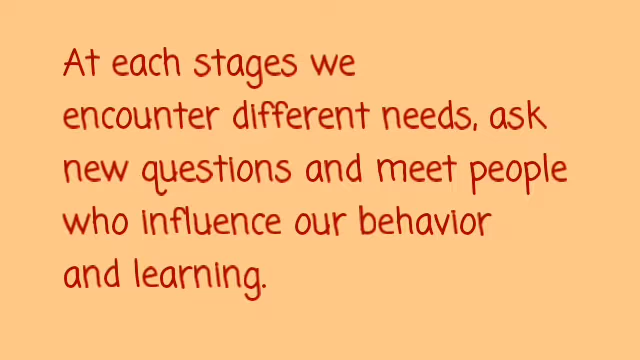 At each stages we
encounter different needs, ask
new questions and meet people
who influence our behavior
and learning.